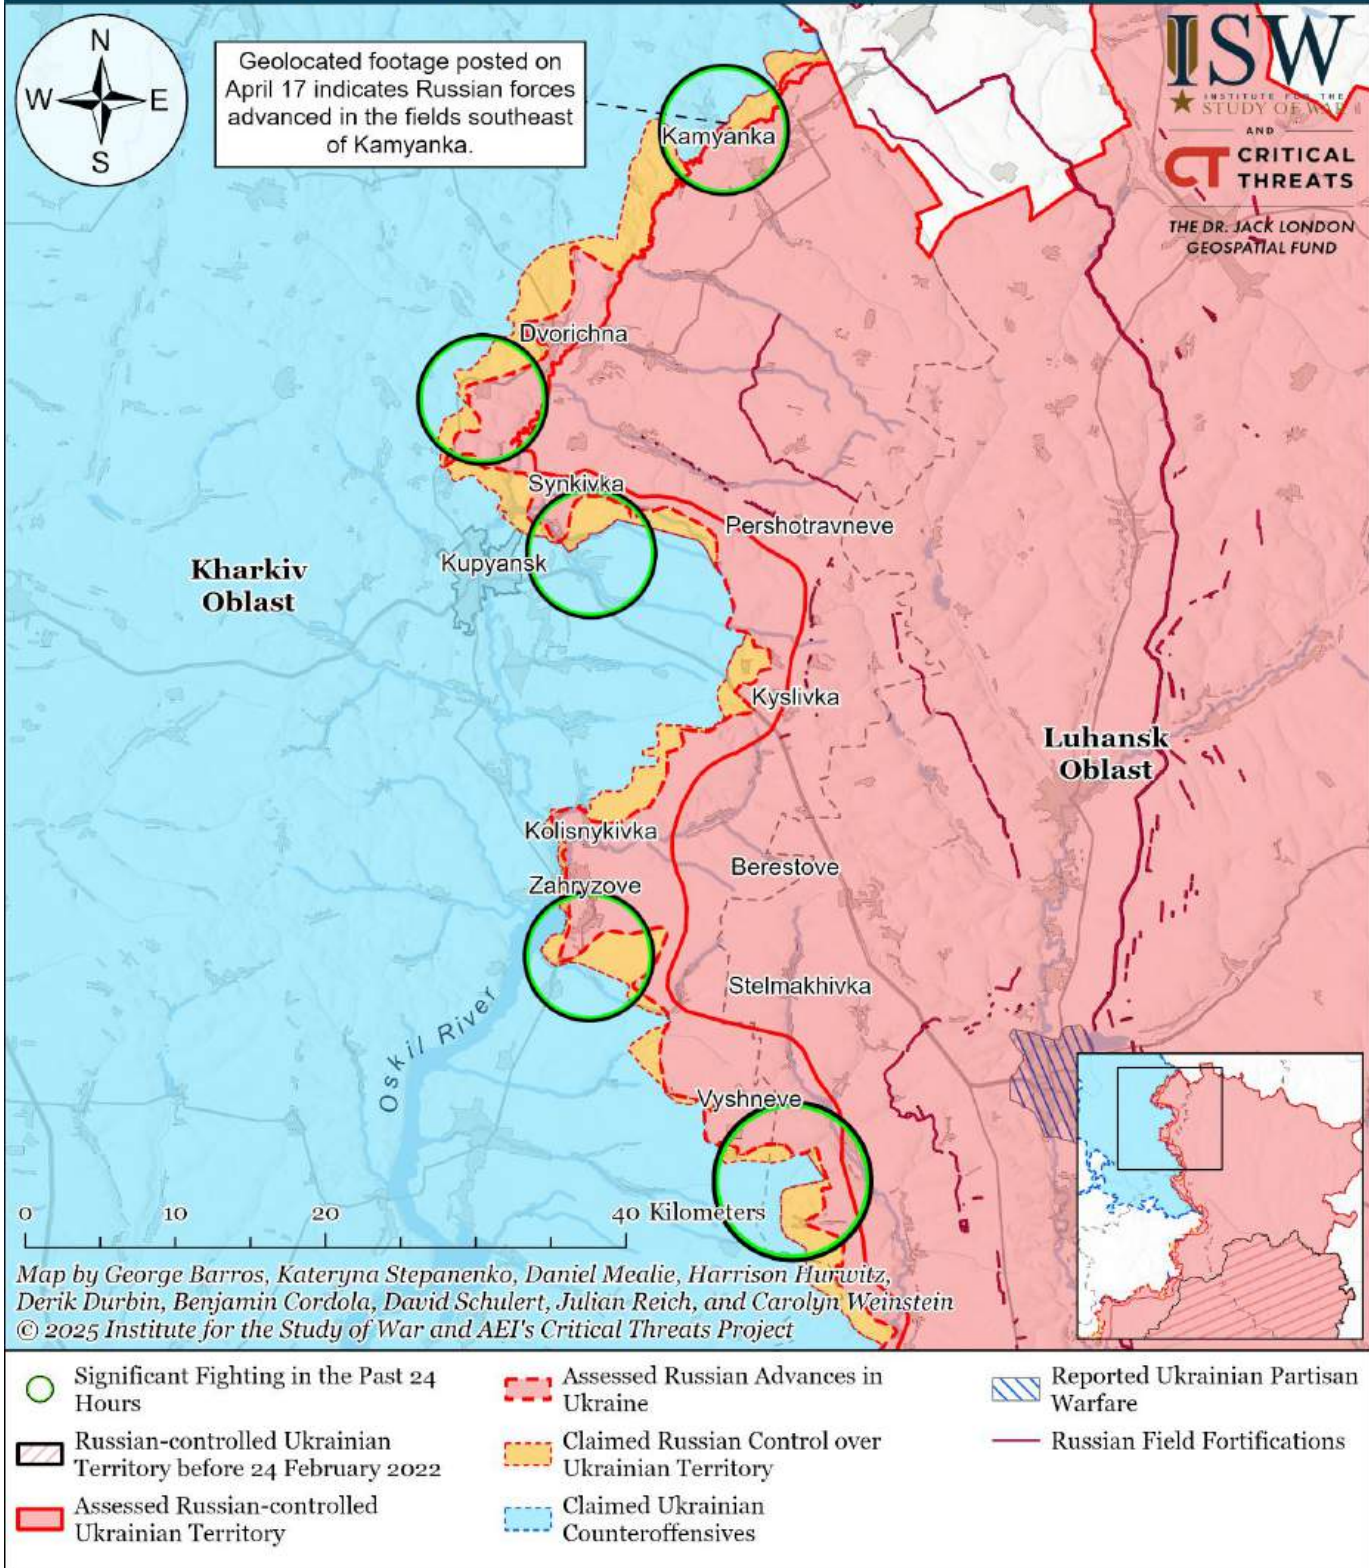 N
W
E
S
Geolocated footage posted on
April 17 indicates Russian forces
advanced in the fields southeast
of Kamyanka.
ISW
INSTITUTE FOR THE
STUDY OF WAR
AND
CT CRITICAL
THREATS
THE DR. JACK LONDON
GEOSPATIAL FUND
Kamyanka
Dvorichna
Synkivka
Pershotravneve
Kupyansk
Kharkiv
Oblast
Kyslivka
Luhansk
Oblast
Kolisnykivka
Berestove
Zahryzove
Stelmakhivka
Oskil River
Vyshneve
0 10 20 40 Kilometers
Map by George Barros, Kateryna Stepanenko, Daniel Mealie, Harrison Hurwitz,
Derik Durbin, Benjamin Cordola, David Schulert, Julian Reich, and Carolyn Weinstein
© 2025 Institute for the Study of War and AEI's Critical Threats Project
Significant Fighting in the Past 24
Hours
Russian-controlled Ukrainian
Territory before 24 February 2022
Assessed Russian-controlled
Ukrainian Territory
Assessed Russian Advances in
Ukraine
Claimed Russian Control over
Ukrainian Territory
Claimed Ukrainian
Counteroffensives
Reported Ukrainian Partisan
Warfare
Russian Field Fortifications